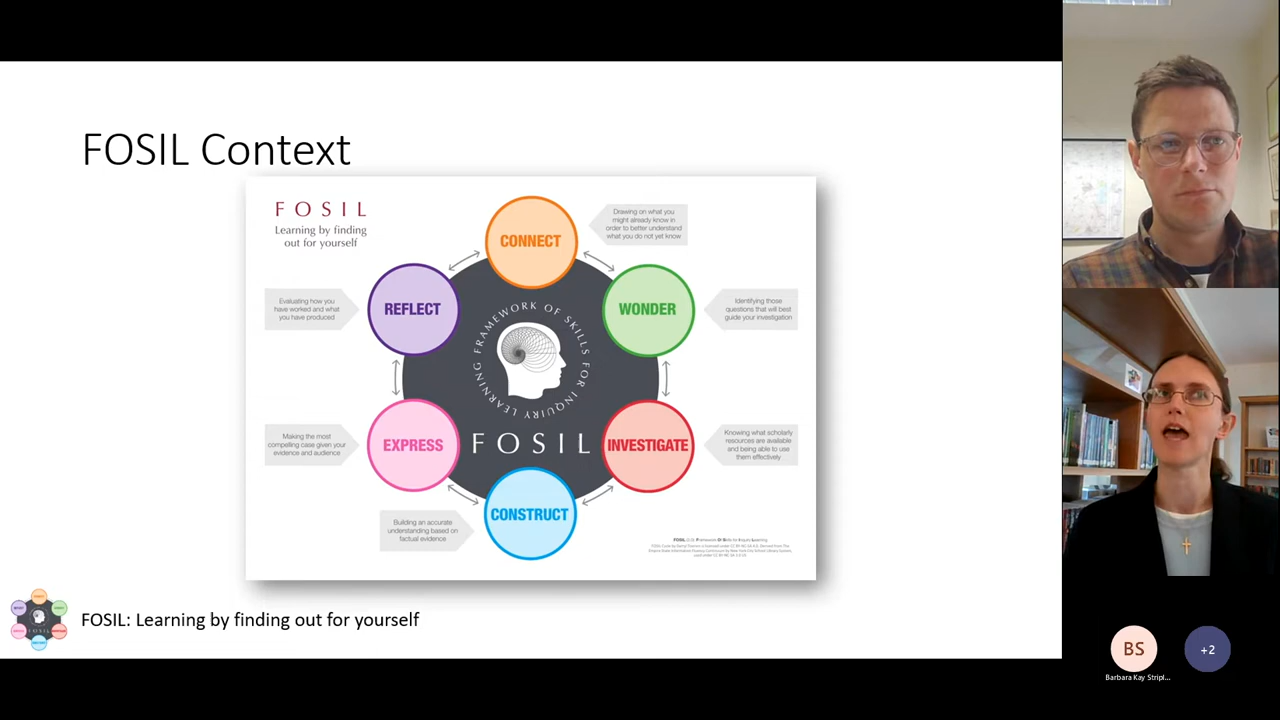 FOSIL Context
FOSIL
Learning by finding
out for yourself
CONNECT
Drawing on what you
might already know in
order to better understand
what you do not yet know
REFLECT
Evaluating how you
have worked and what
you have produced
WONDER
Identifying those
questions that will best
guide your investigation
FRAMEWORK OF SKILLS FOR INQUIRY LEARNING
EXPRESS
Making the most
compelling case given your
evidence and audience
FOSIL
INVESTIGATE
Knowing what scholarly
resources are available
and being able to use
them effectively
CONSTRUCT
Building an accurate
understanding based on
factual evidence
FOSIL: Learning by finding out for yourself
BS
+2
Barbara Kay Stripl...